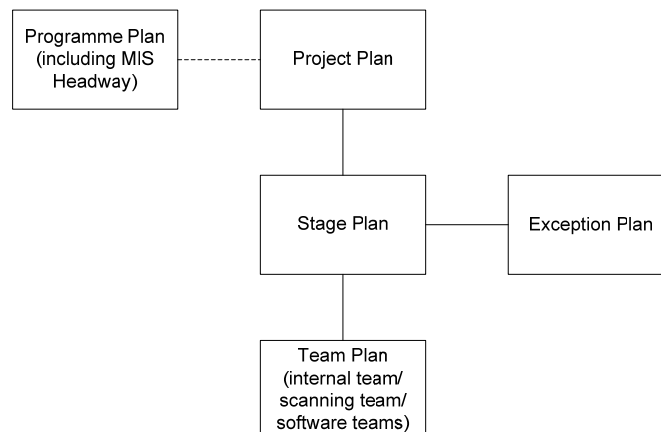 Programme Plan
(including MIS
Headway)
Project Plan
Stage Plan
Exception Plan
Team Plan
(internal team/
scanning team/
software teams)